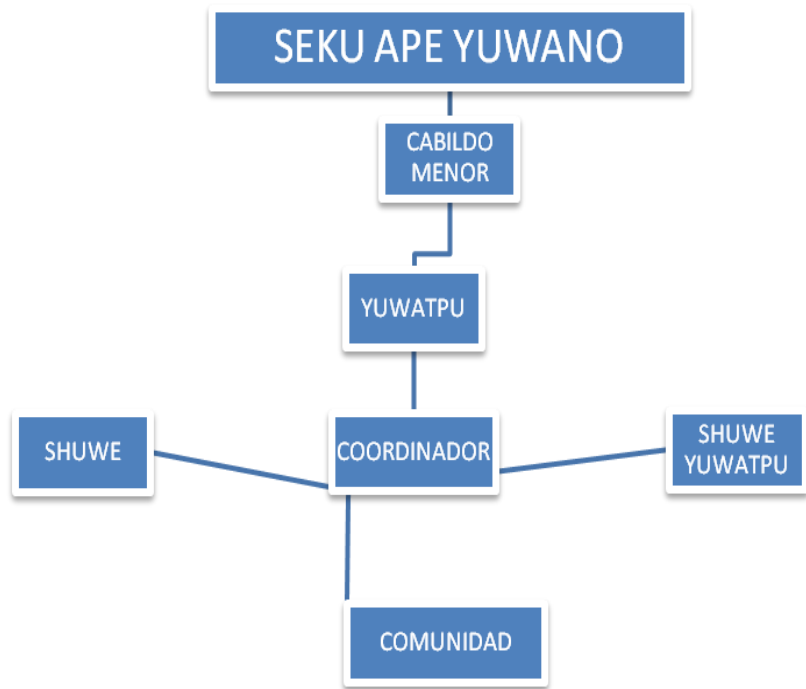 SEKU APE YUWANO
CABILDO
MENOR
YUWATPU
SHUWE
COORDINADOR
SHUWE
YUWATPU
COMUNIDAD